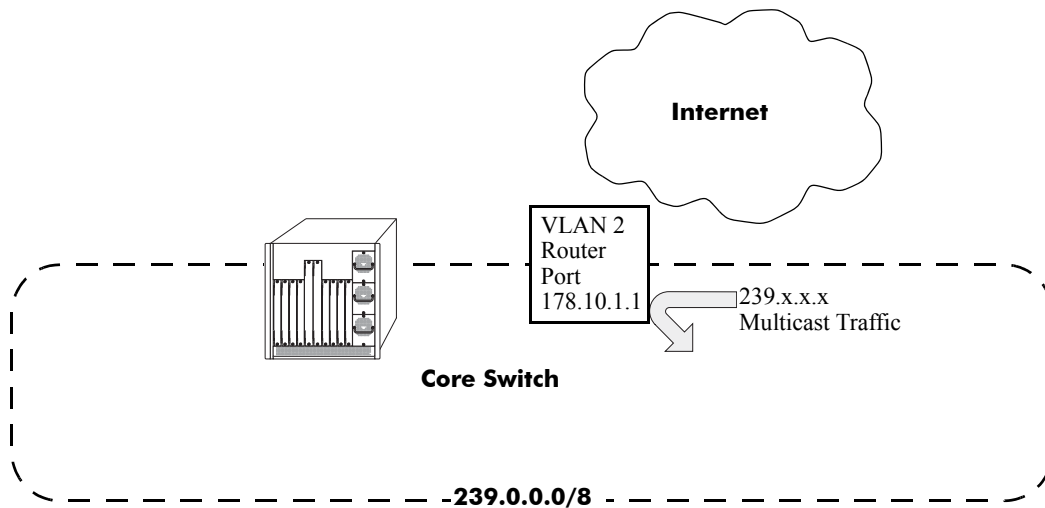 Internet
VLAN 2
Router
Port
178.10.1.1
239.x.x.x
Multicast Traffic
Core Switch
239.0.0.0/8